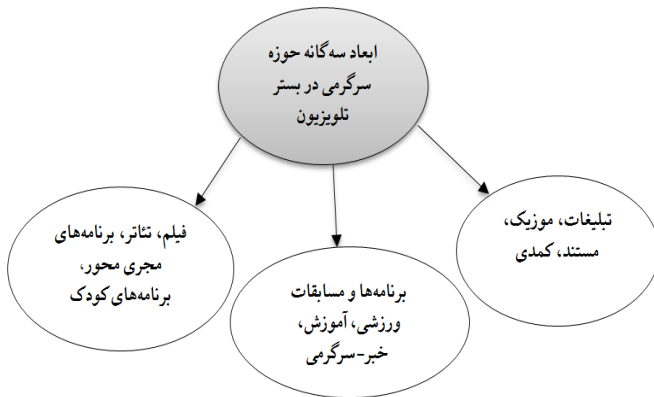 ابعاد سه‌گانه حوزه
سرگرمی در بستر
تلویزیون
تبلیغات، موزیک،
مستند، کمدی
برنامه‌ها و مسابقات
ورزشی، آموزش،
خبر-سرگرمی
فیلم، تئاتر، برنامه‌های
مجری محور،
برنامه‌های کودک